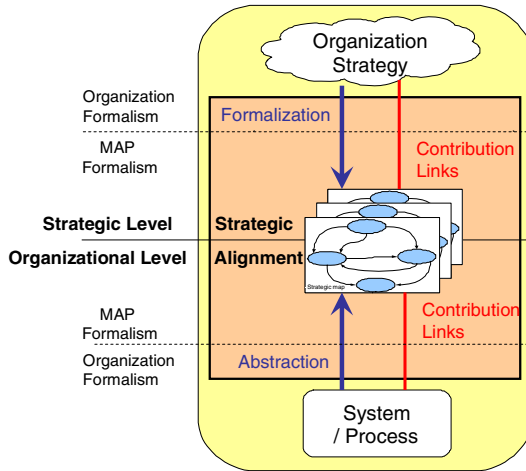 Organization
Strategy
Organization
Formalism
Formalization
MAP
Formalism
Contribution
Links
Strategic Level
Strategic
Organizational Level
Alignment
Strategic map
MAP
Formalism
Contribution
Links
Organization
Formalism
Abstraction
System
/ Process